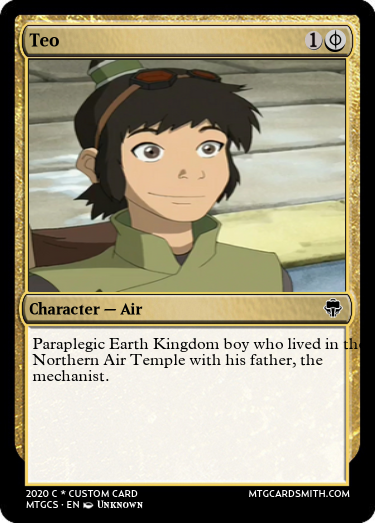 Teo 1
Character — Air
Paraplegic Earth Kingdom boy who lived in the
Northern Air Temple with his father, the
mechanist.
2020 C * CUSTOM CARD
MTGCARDSMITH.COM
MTGCS · EN UNKNOWN